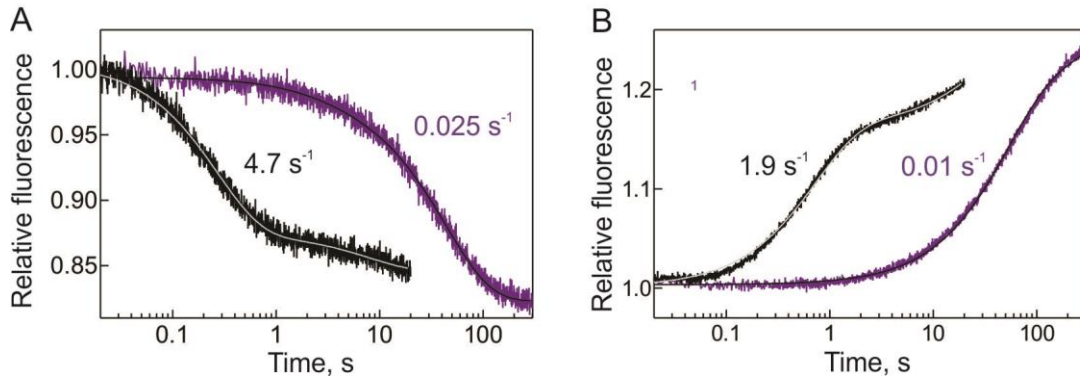 A
Relative fluorescence
1.00
0.95
0.90
0.85
0.025 s⁻¹
4.7 s⁻¹
0.1
1
10
100
Time, s
B
Relative fluorescence
1.2
1.1
1.0
1
1.9 s⁻¹
0.01 s⁻¹
0.1
1
10
100
Time, s